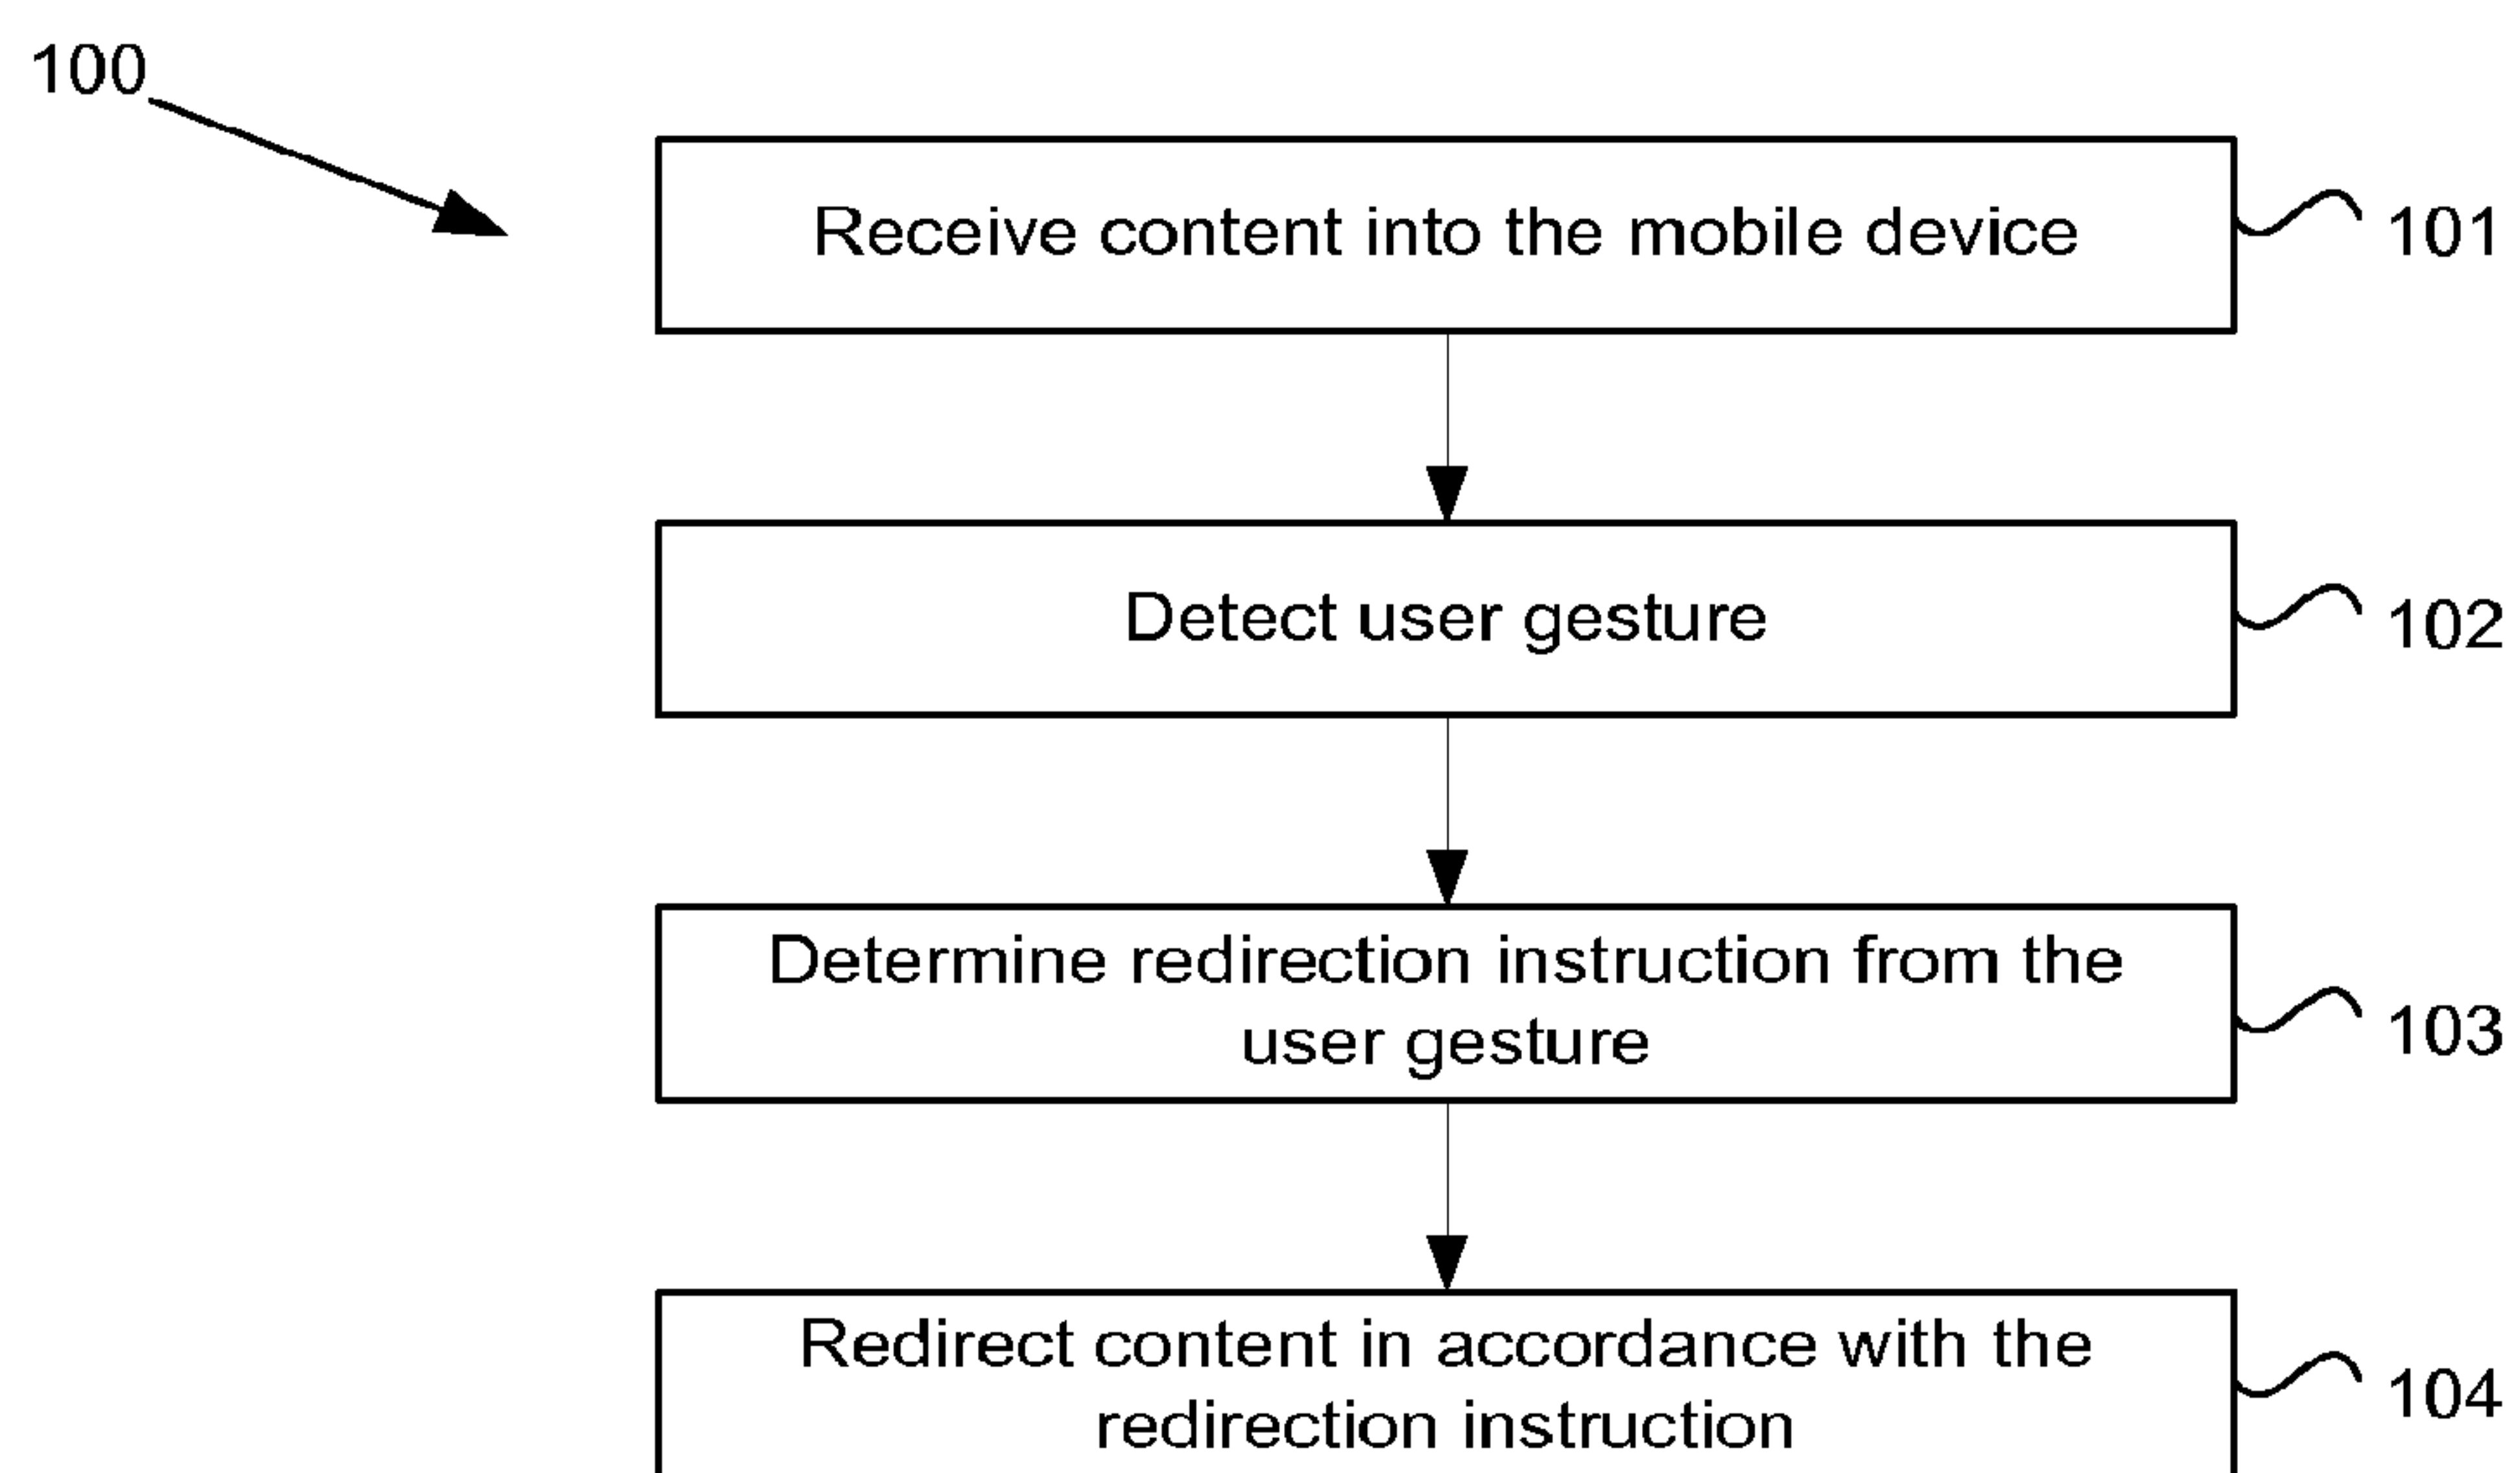 100
Receive content into the mobile device
101
Detect user gesture
102
Determine redirection instruction from the
user gesture
103
Redirect content in accordance with the
redirection instruction
104